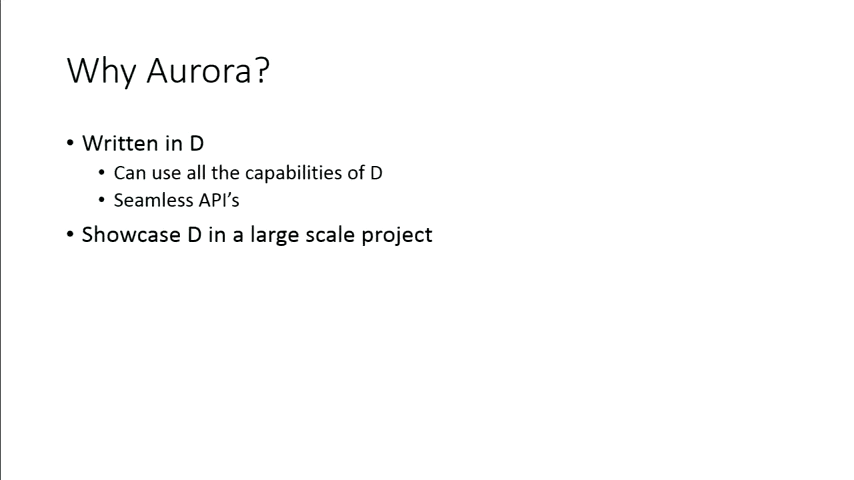 Why Aurora?
• Written in D
• Can use all the capabilities of D
• Seamless API’s
• Showcase D in a large scale project